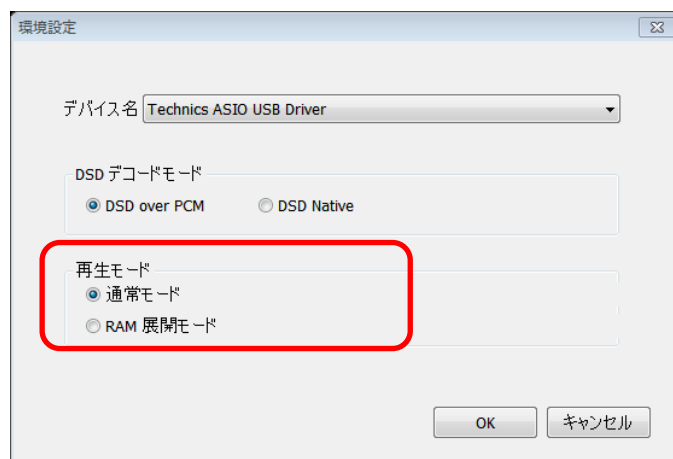 環境設定
デバイス名 Technics ASIO USB Driver
DSD デコードモード
DSD over PCM DSD Native
再生モード
通常モード
RAM 展開モード
OK キャンセル